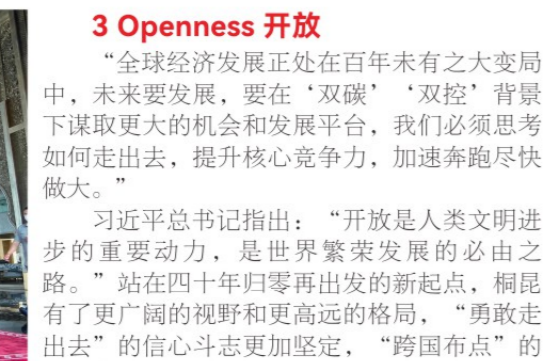 3 Openness 开放
“全球经济发展正处在百年未有之大变局
中，未来要发展，要在‘双碳’‘双控’背景
下谋取更大的机会和发展平台，我们必须思考
如何走出去，提升核心竞争力，加速奔跑尽快
做大。”
习近平总书记指出：“开放是人类文明进
步的重要动力，是世界繁荣发展的必由之
路。”站在四十年归零再出发的新起点，桐昆
有了更广阔的视野和更高远的格局，“勇敢走
出去”的信心斗志更加坚定，“跨国布点”的